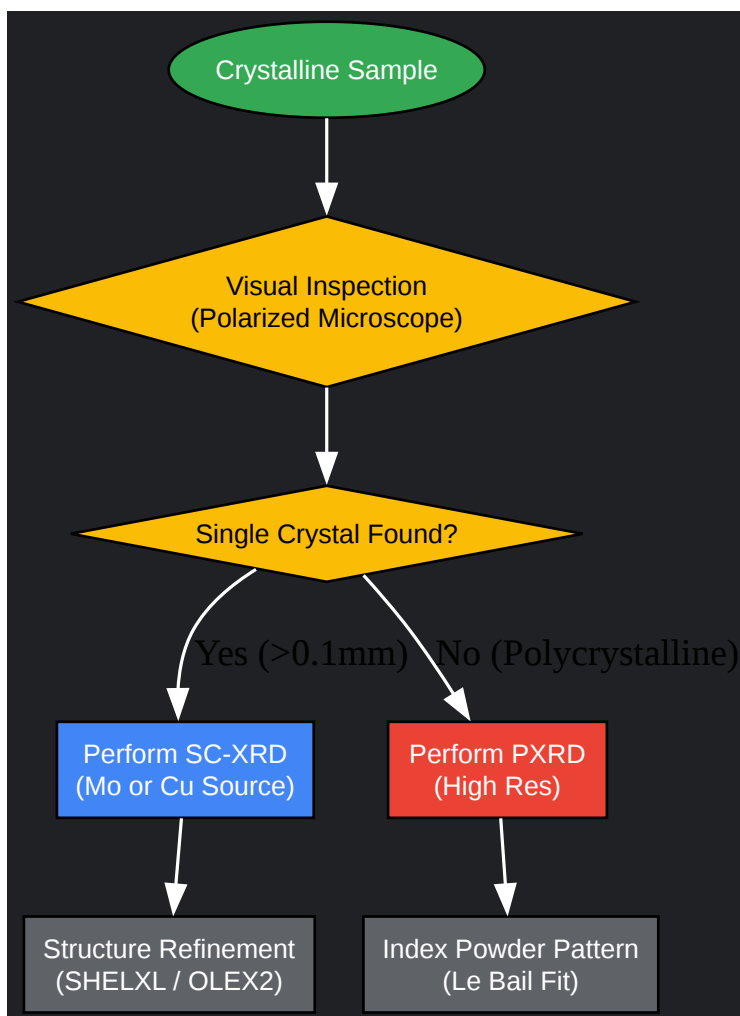 Crystalline Sample
Visual Inspection
(Polarized Microscope)
Single Crystal Found?
Yes (>0.1mm)
No (Polycrystalline)
Perform SC-XRD
(Mo or Cu Source)
Perform PXRD
(High Res)
Structure Refinement
(SHELXL / OLEX2)
Index Powder Pattern
(Le Bail Fit)